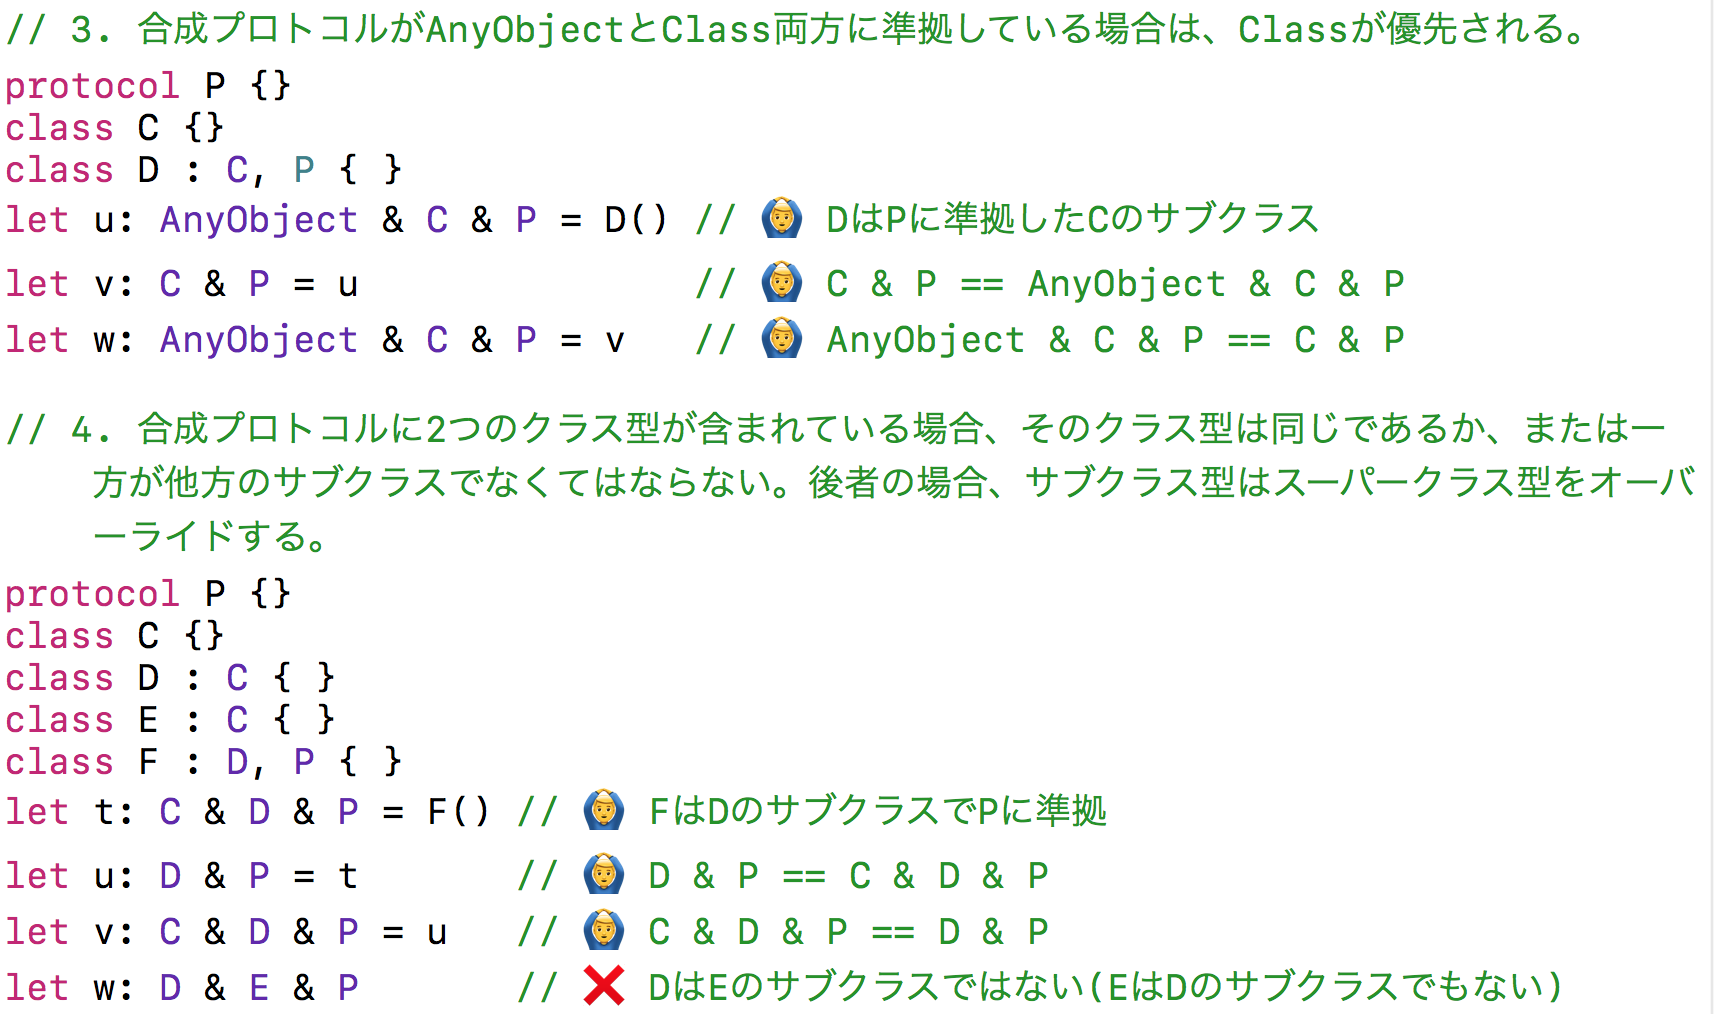 // 3. 合成プロトコルがAnyObjectとClass両方に準拠している場合は、Classが優先される。
protocol P {}
class C {}
class D : C, P { }
let u: AnyObject & C & P = D() // 🙆‍♂️ DはPに準拠したCのサブクラス
let v: C & P = u // 🙆‍♂️ C & P == AnyObject & C & P
let w: AnyObject & C & P = v // 🙆‍♂️ AnyObject & C & P == C & P
// 4. 合成プロトコルに2つのクラス型が含まれている場合、そのクラス型は同じであるか、または一
方が他方のサブクラスでなくてはならない。後者の場合、サブクラス型はスーパークラス型をオーバ
ーライドする。
protocol P {}
class C {}
class D : C { }
class E : C { }
class F : D, P { }
let t: C & D & P = F() // 🙆‍♂️ FはDのサブクラスでPに準拠
let u: D & P = t // 🙆‍♂️ D & P == C & D & P
let v: C & D & P = u // 🙆‍♂️ C & D & P == D & P
let w: D & E & P // ❌ DはEのサブクラスではない(EはDのサブクラスでもない)